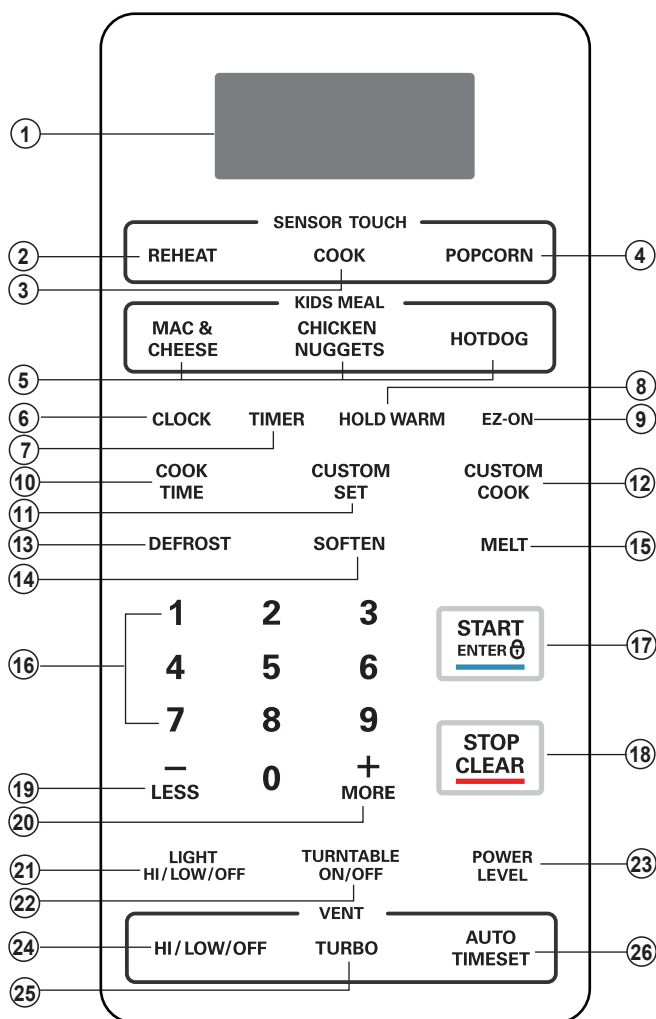 1
SENSOR TOUCH
2 REHEAT COOK POPCORN 4
3
KIDS MEAL
MAC & CHICKEN HOTDOG
CHEESE NUGGETS
5 8
6 CLOCK TIMER HOLD WARM EZ-ON 9
7
10 COOK CUSTOM CUSTOM 12
TIME SET COOK
11
13 DEFROST SOFTEN MELT 15
14
1 2 3
START
ENTER 17
16 4 5 6
7 8 9
STOP 18
CLEAR
19 − 0 +
LESS MORE
20
21 LIGHT TURNTABLE POWER 23
HI/LOW/OFF ON/OFF LEVEL
22
VENT
24 HI/LOW/OFF TURBO AUTO 26
TIMESET
25